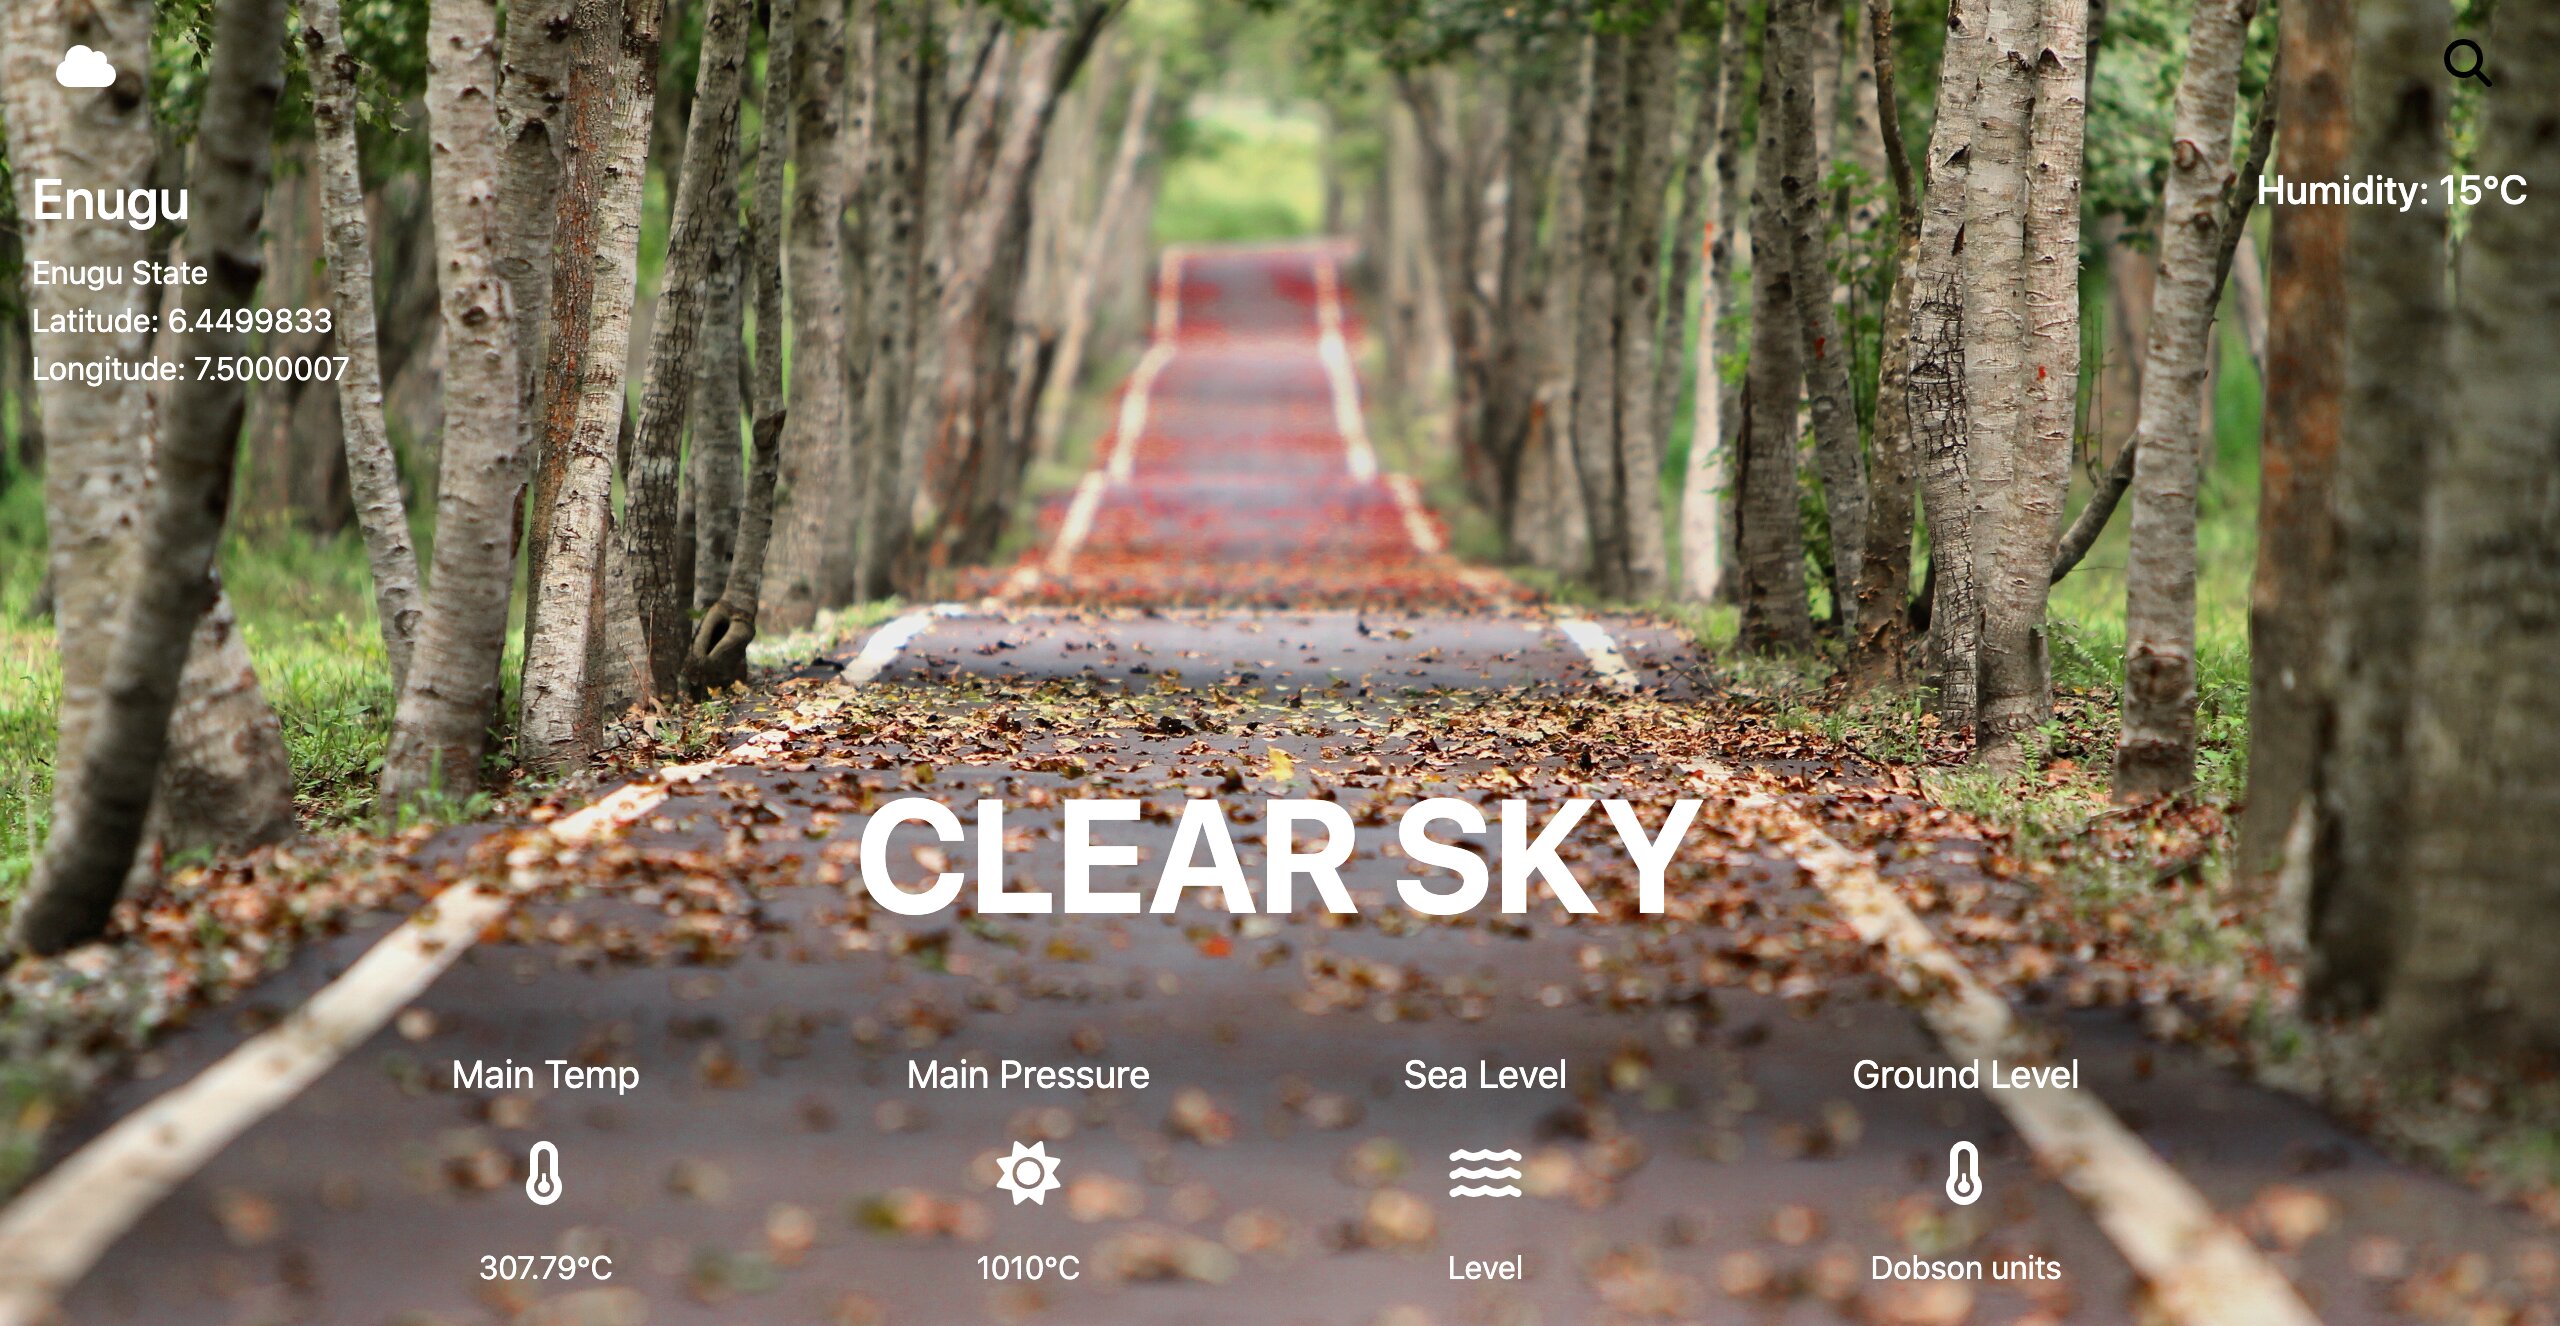 Enugu
Enugu State
Latitude: 6.4499833
Longitude: 7.5000007
Humidity: 15°C
CLEAR SKY
Main Temp
307.79°C
Main Pressure
1010°C
Sea Level
Level
Ground Level
Dobson units